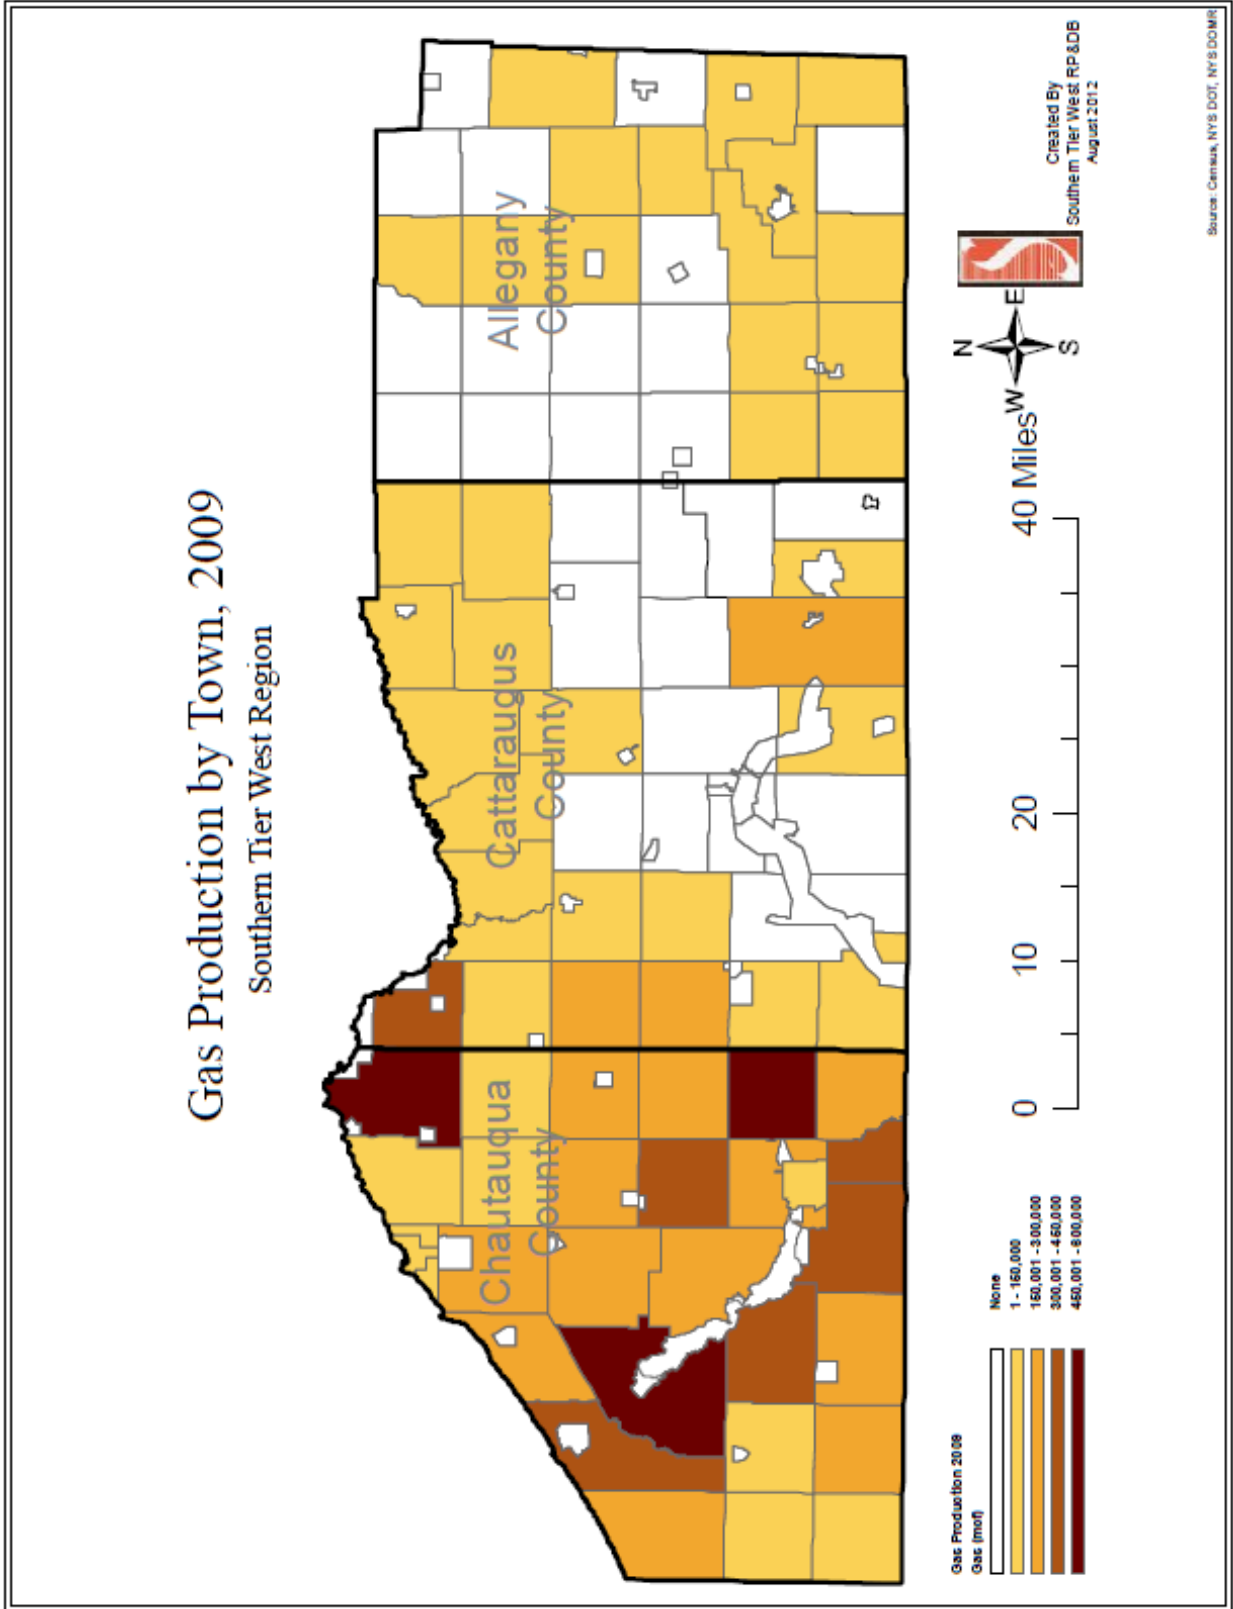 Gas Production by Town, 2009
Southern Tier West Region
Chautauqua
County
Cattaraugus
County
Allegany
County
Gas Production 2009
Gas (mcf)
None
1 - 150,000
150,001 - 300,000
300,001 - 450,000
450,001 - 600,000
0
10
20
40 Miles
N
W
E
S
Created By
Southern Tier West RP&DB
August 2012
Source: Census, NYS DOT, NYS DOMR